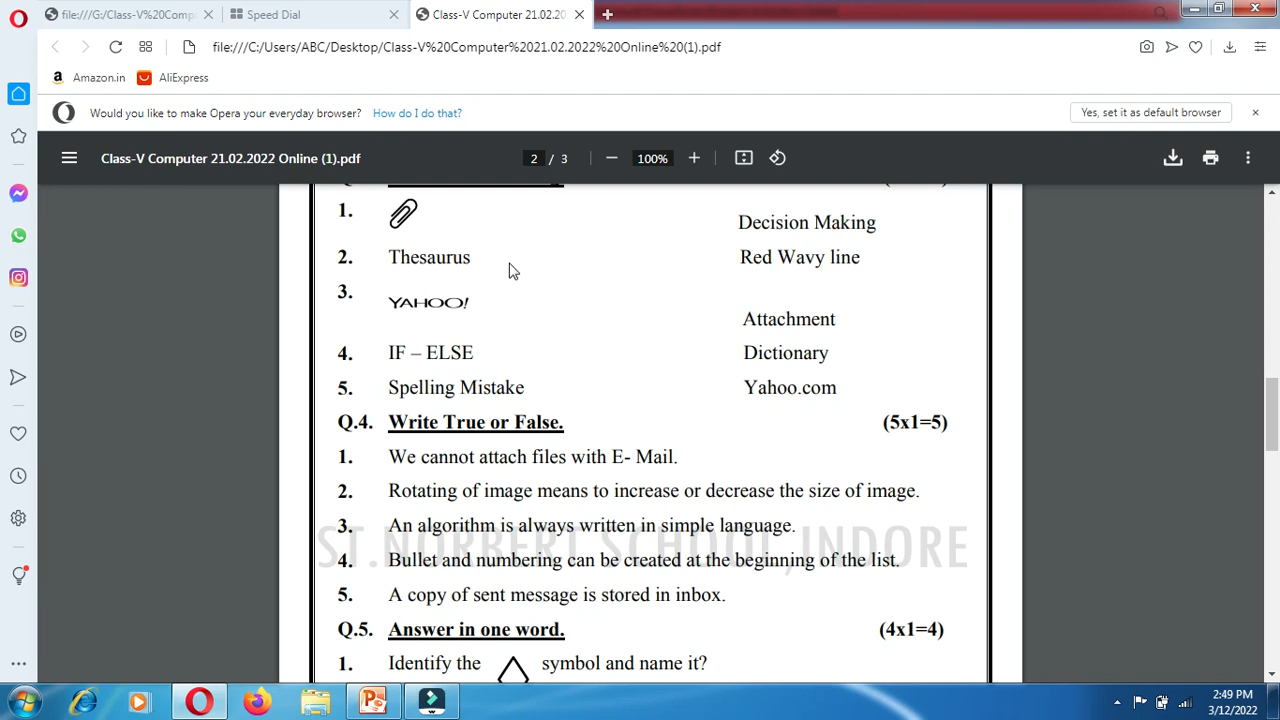 file:///G:/Class-V%20Comp
Speed Dial
Class-V Computer 21.02.20
file:///C:/Users/ABC/Desktop/Class-V%20Computer%2021.02.2022%20Online%20(1).pdf
Amazon.in
AliExpress
Would you like to make Opera your everyday browser? How do I do that?
Yes, set it as default browser
Class-V Computer 21.02.2022 Online (1).pdf
2 / 3
100%
1. Decision Making
2. Thesaurus Red Wavy line
3. YAHOO!
Attachment
4. IF – ELSE Dictionary
5. Spelling Mistake Yahoo.com
Q.4. Write True or False. (5x1=5)
1. We cannot attach files with E- Mail.
2. Rotating of image means to increase or decrease the size of image.
3. An algorithm is always written in simple language.
ST.NORBERT SCHOOL,INDORE
4. Bullet and numbering can be created at the beginning of the list.
5. A copy of sent message is stored in inbox.
Q.5. Answer in one word. (4x1=4)
1. Identify the symbol and name it?
2:49 PM
3/12/2022